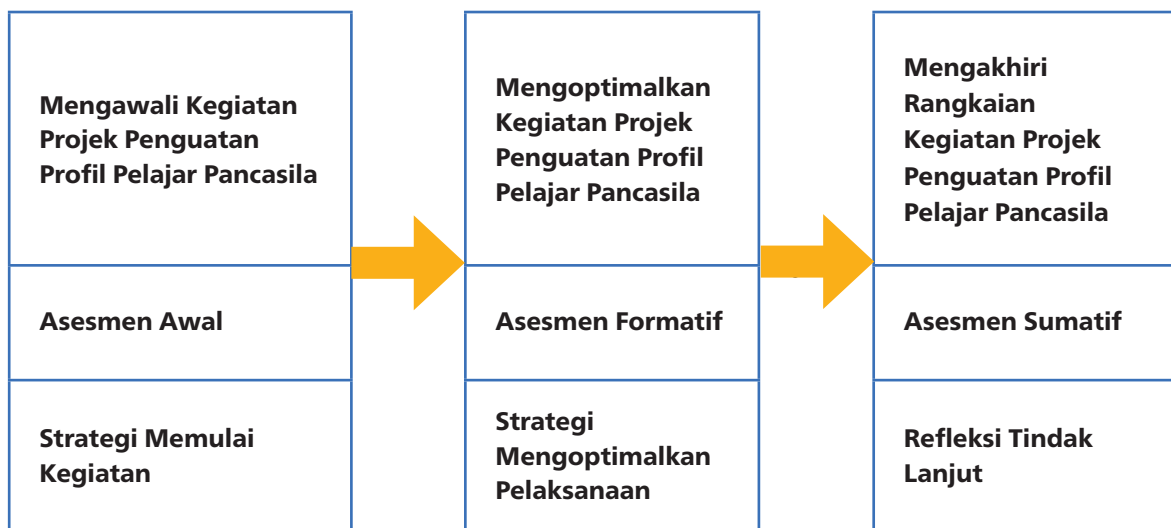 Mengawali Kegiatan
Projek Penguatan
Profil Pelajar Pancasila
Asesmen Awal
Strategi Memulai
Kegiatan
Mengoptimalkan
Kegiatan Projek
Penguatan Profil
Pelajar Pancasila
Asesmen Formatif
Strategi
Mengoptimalkan
Pelaksanaan
Mengakhiri
Rangkaian
Kegiatan Projek
Penguatan Profil
Pelajar Pancasila
Asesmen Sumatif
Refleksi Tindak
Lanjut